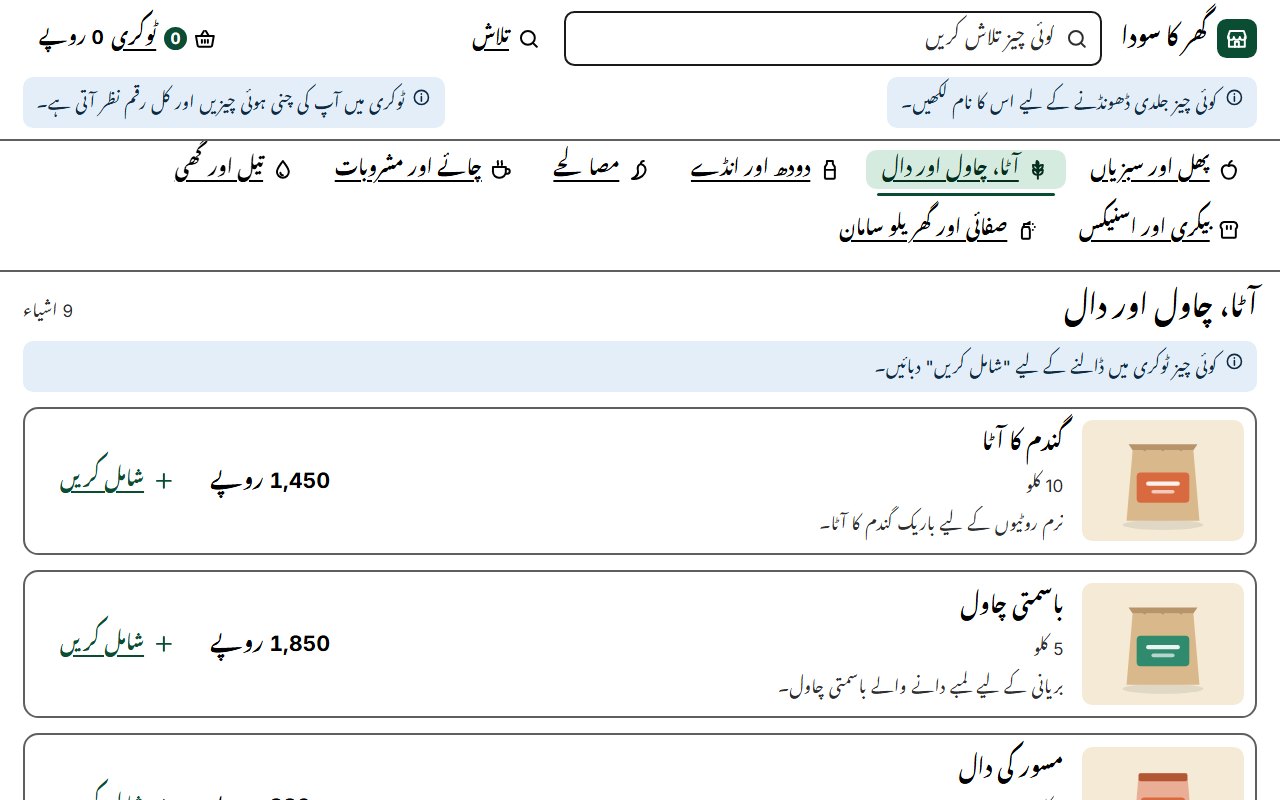 گھر کا سودا
کوئی چیز تلاش کریں
تلاش
ٹوکری 0 0 روپے
کوئی چیز جلدی ڈھونڈنے کے لیے اس کا نام لکھیں۔
ٹوکری میں آپ کی چنی ہوئی چیزیں اور کل رقم نظر آتی ہے۔
پھل اور سبزیاں
آٹا، چاول اور دال
دودھ اور انڈے
مصالحے
چائے اور مشروبات
تیل اور گھی
بیکری اور اسنیکس
صفائی اور گھریلو سامان
آٹا، چاول اور دال
9 اشیاء
کوئی چیز ٹوکری میں ڈالنے کے لیے "شامل کریں" دبائیں۔
گندم کا آٹا
10 کلو
نرم روٹیوں کے لیے باریک گندم کا آٹا۔
1,450 روپے
+ شامل کریں
باسمتی چاول
5 کلو
بریانی کے لیے لمبے دانے والے باسمتی چاول۔
1,850 روپے
+ شامل کریں
مسور کی دال